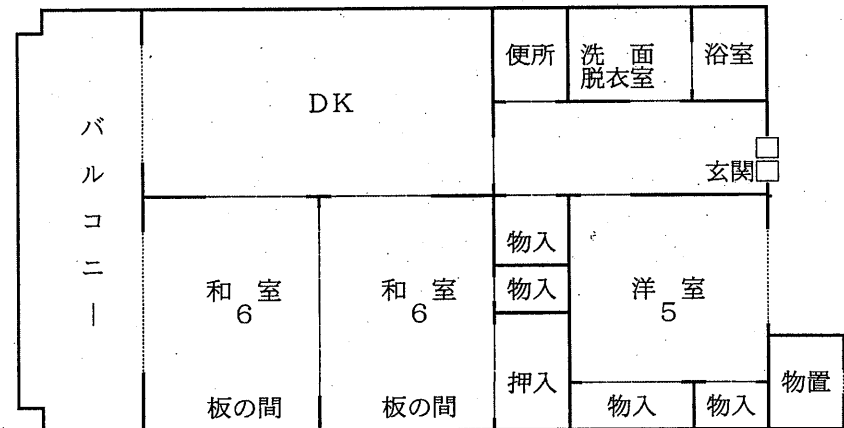 便所
洗面
脱衣室
浴室
DK
バルコニー
玄関
物入
物入
和室
6
和室
6
洋室
5
押入
物置
板の間
板の間
物入
物入